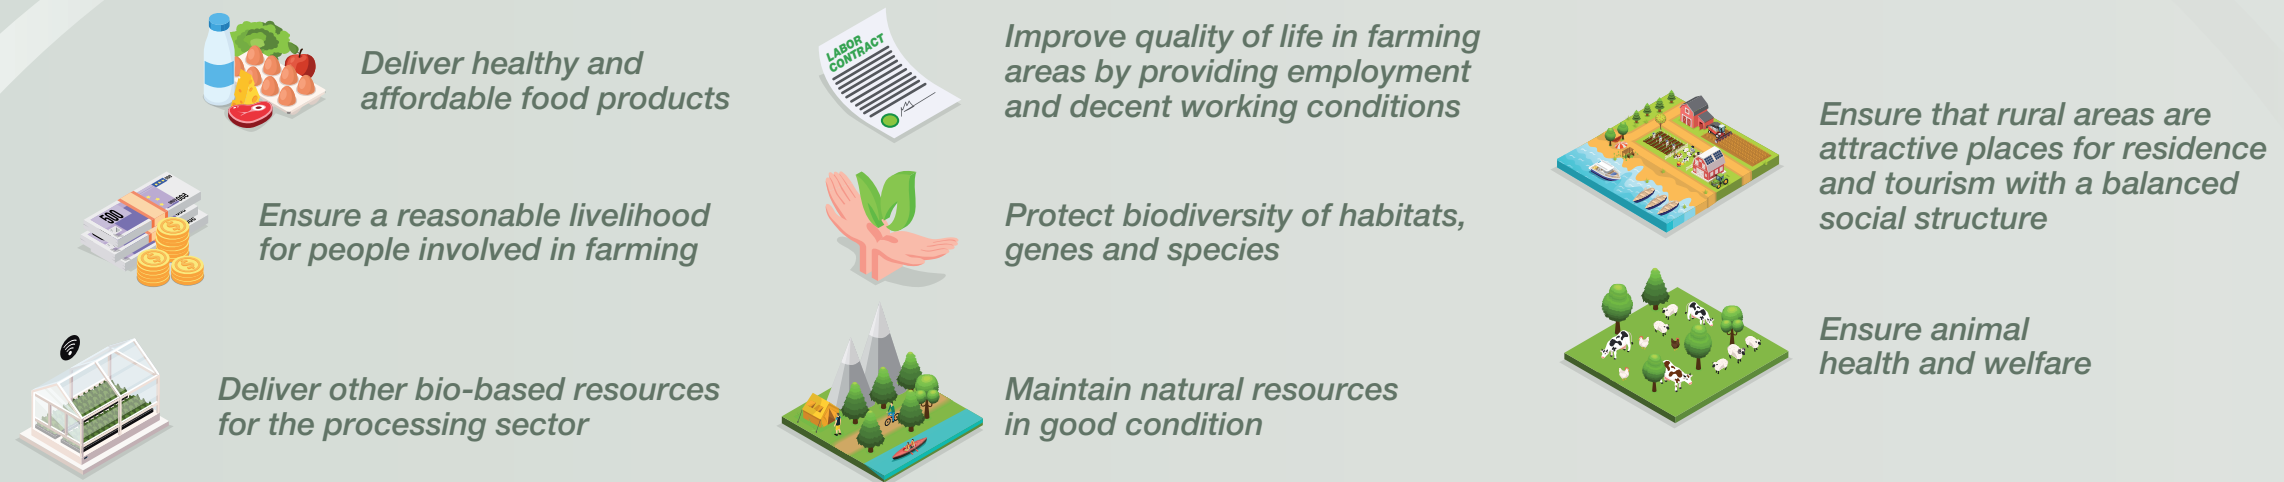 Deliver healthy and
affordable food products
Ensure a reasonable livelihood
for people involved in farming
Deliver other bio-based resources
for the processing sector
LABOR
CONTRACT
Improve quality of life in farming
areas by providing employment
and decent working conditions
Protect biodiversity of habitats,
genes and species
Maintain natural resources
in good condition
Ensure that rural areas are
attractive places for residence
and tourism with a balanced
social structure
Ensure animal
health and welfare
500